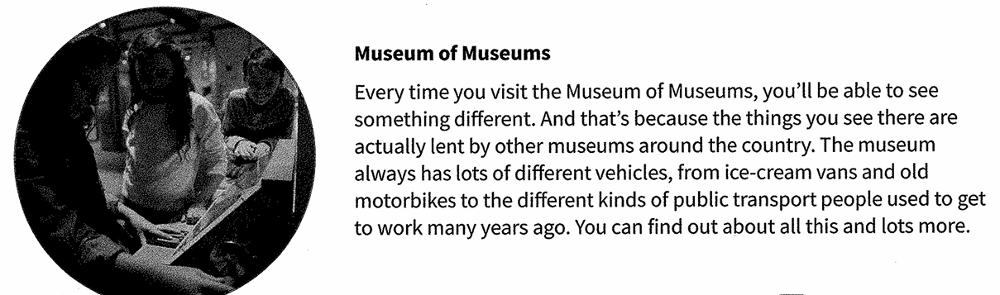 Museum of Museums
Every time you visit the Museum of Museums, you’ll be able to see
something different. And that’s because the things you see there are
actually lent by other museums around the country. The museum
always has lots of different vehicles, from ice-cream vans and old
motorbikes to the different kinds of public transport people used to get
to work many years ago. You can find out about all this and lots more.